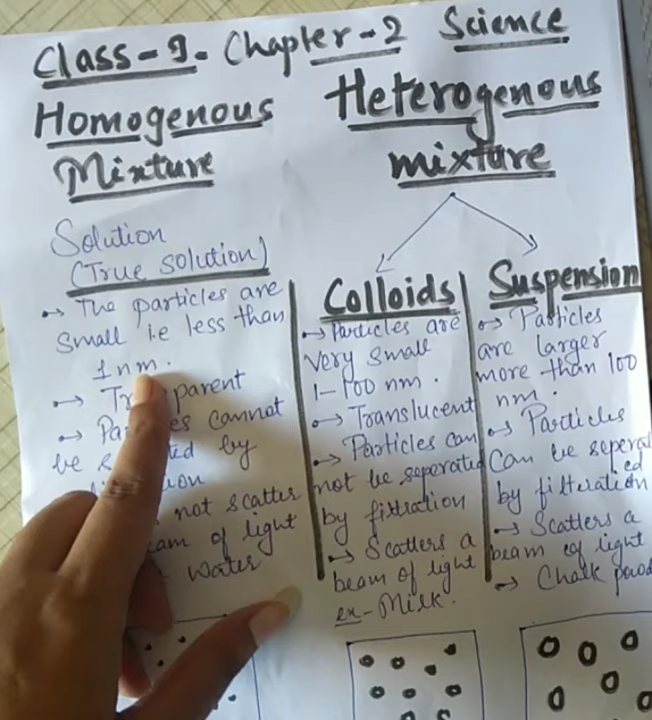 Class-9. Chapter-2 Science
Homogenous
Mixture
Heterogenous
mixture
Solution
(True solution)
→ The particles are
small i.e less than
1 nm.
→ parent
→ cannot
be by
not scatter
of light
Water
Colloids
→ Particles are
very small
1-100 nm.
→ Translucent
→ Particles can
not be seperated
by filtration
→ Scatters a
beam of light
ex- Milk.
Suspension
→ Particles
are larger
more than 100
nm.
→ Particles
Can be seperated
by filteration
→ Scatters a
beam of light
→ Chalk